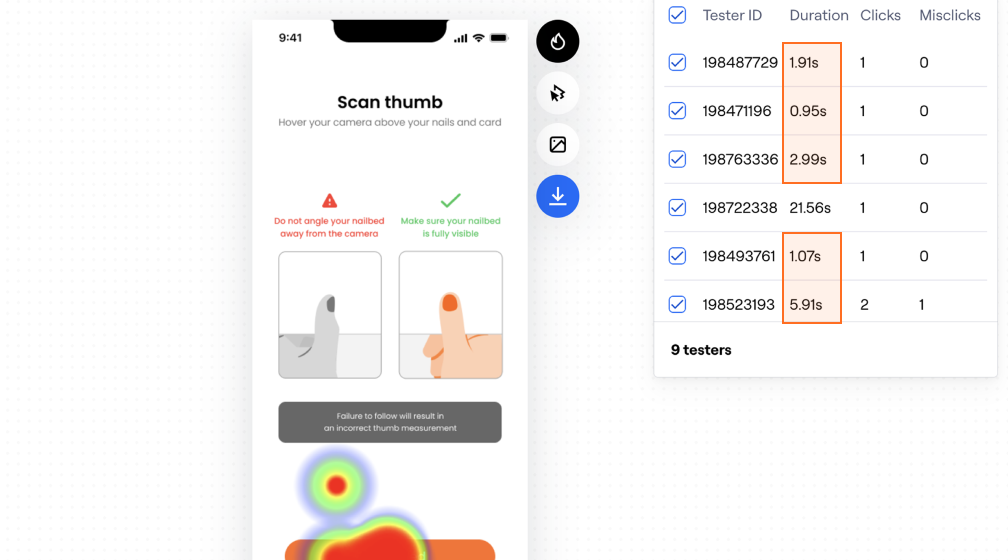 9:41
Scan thumb
Hover your camera above your nails and card
Do not angle your nailbed
away from the camera
Make sure your nailbed
is fully visible
Failure to follow will result in
an incorrect thumb measurement
Tester ID Duration Clicks Misclicks
198487729 1.91s 1 0
198471196 0.95s 1 0
198763336 2.99s 1 0
198722338 21.56s 1 0
198493761 1.07s 1 0
198523193 5.91s 2 1
9 testers